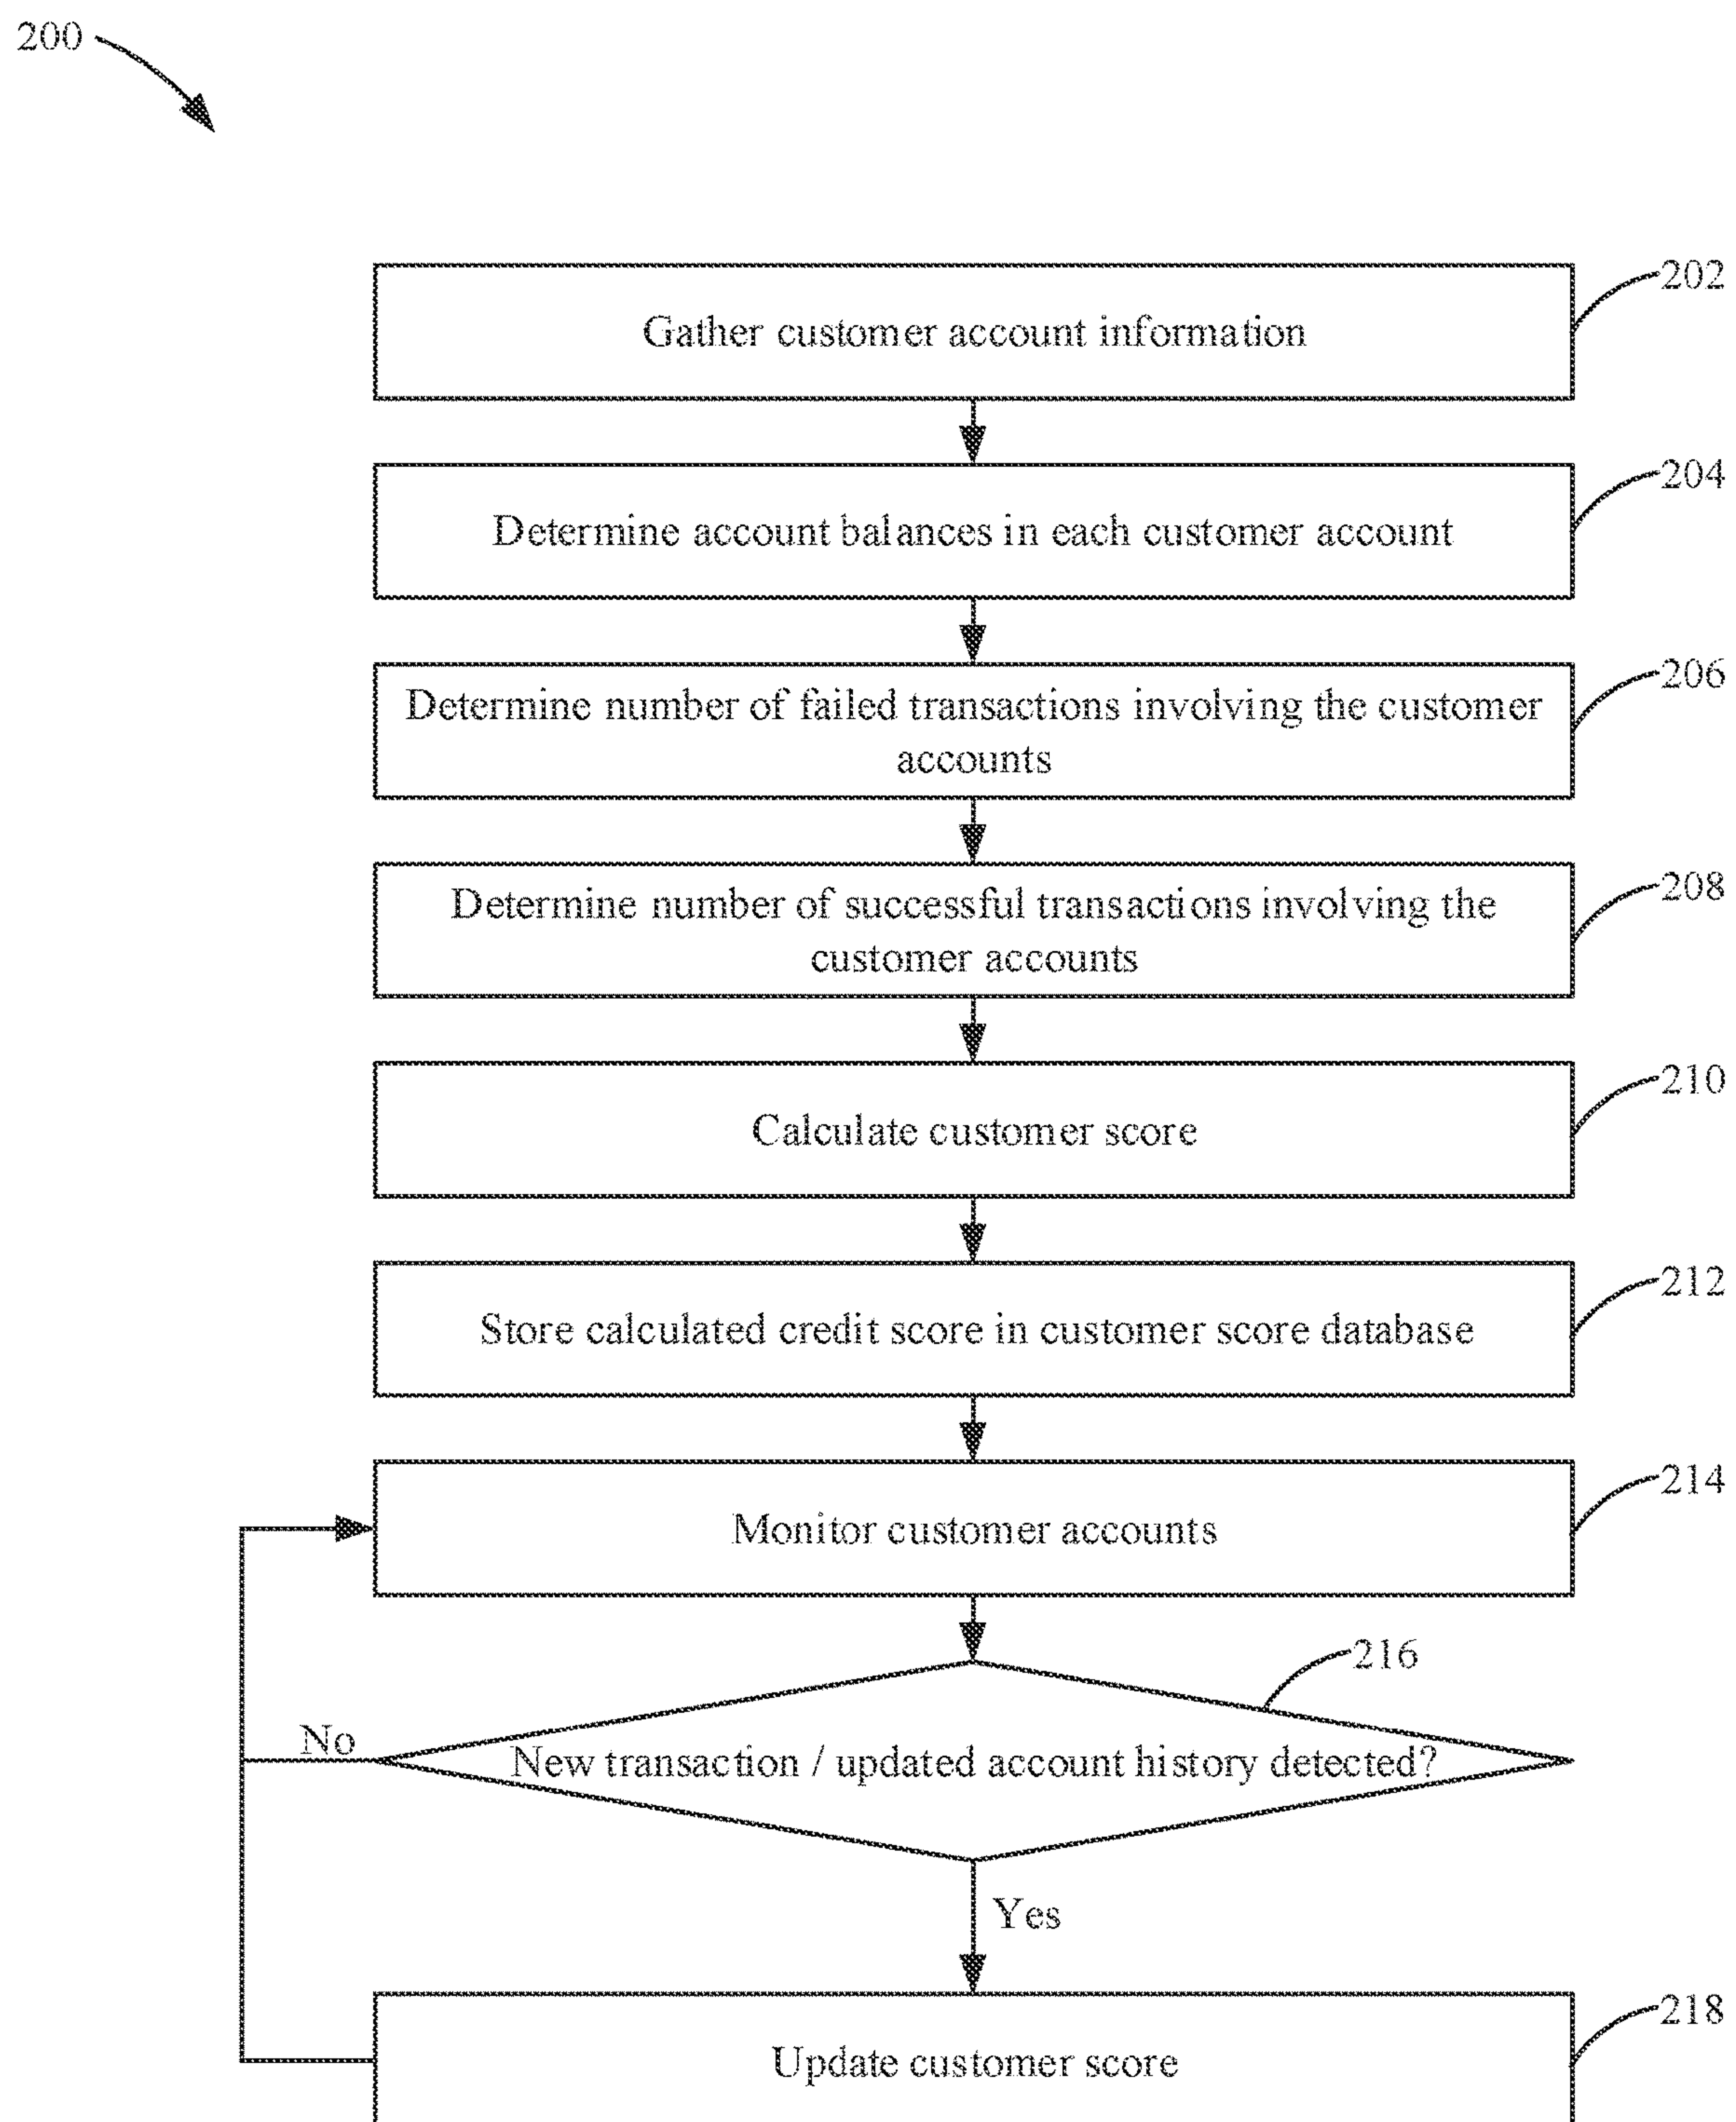 200
202
Gather customer account information
204
Determine account balances in each customer account
206
Determine number of failed transactions involving the customer
accounts
208
Determine number of successful transactions involving the
customer accounts
210
Calculate customer score
212
Store calculated credit score in customer score database
214
Monitor customer accounts
216
No
New transaction / updated account history detected?
Yes
218
Update customer score